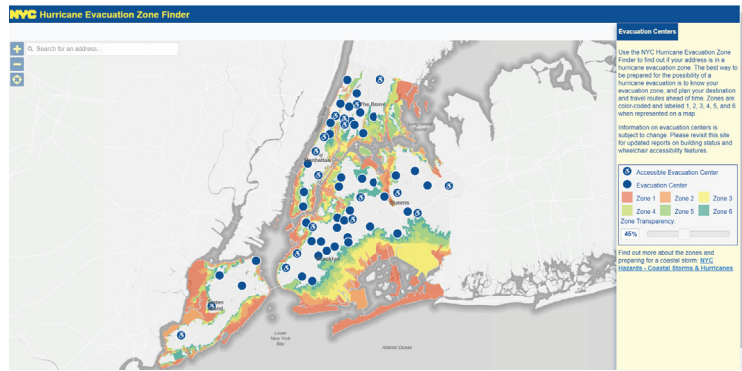 NYC Hurricane Evacuation Zone Finder
Search for an address...
Evacuation Centers
Use the NYC Hurricane Evacuation Zone
Finder to find out if your address is in a
hurricane evacuation zone. The best way to
be prepared for the possibility of a
hurricane evacuation is to know your
evacuation zone, and plan your destination
and travel routes ahead of time. Zones are
color-coded and labeled 1, 2, 3, 4, 5, and 6
when represented on a map.
Information on evacuation centers is
subject to change. Please revisit this site
for updated reports on building status and
wheelchair accessibility features.
Accessible Evacuation Center
Evacuation Center
Zone 1 Zone 2 Zone 3
Zone 4 Zone 5 Zone 6
Zone Transparency:
45%
Find out more about the zones and
preparing for a coastal storm: NYC
Hazards - Coastal Storms & Hurricanes
The Bronx
Long Island
Sound
Manhattan
Queens
Brooklyn
Staten
Island
Lower
New York
Bay
Atlantic Ocean